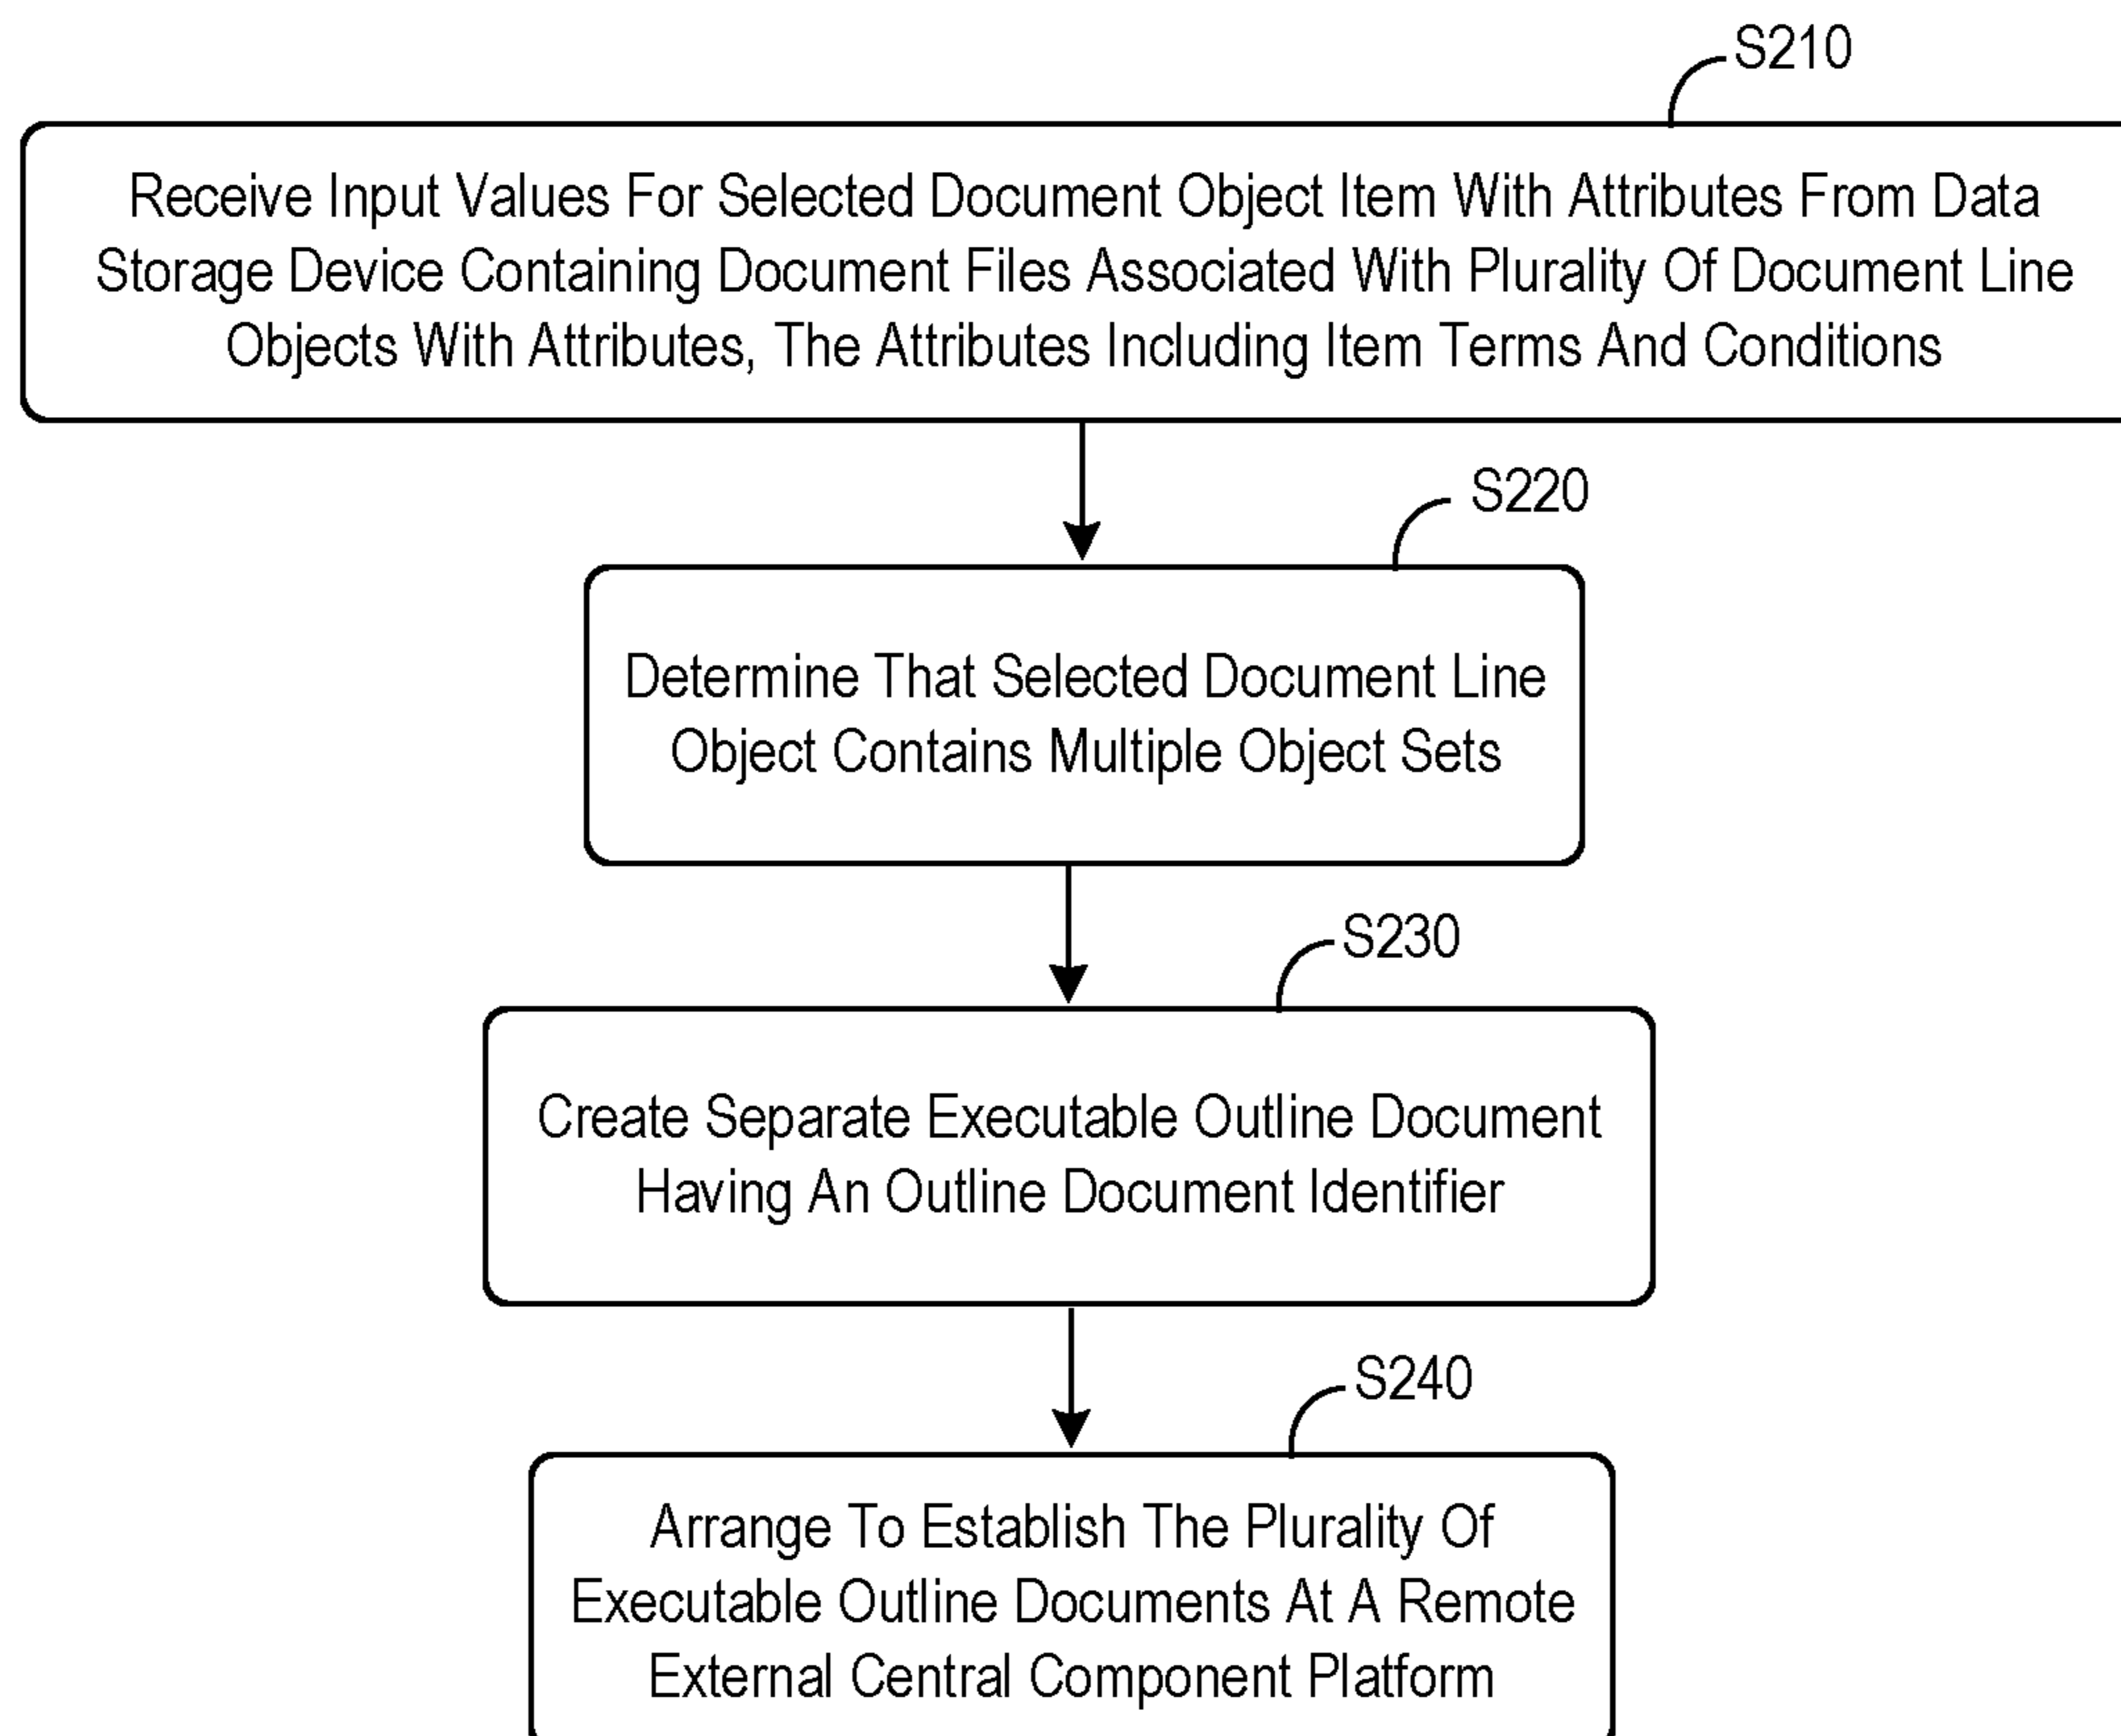 S210
Receive Input Values For Selected Document Object Item With Attributes From Data
Storage Device Containing Document Files Associated With Plurality Of Document Line
Objects With Attributes, The Attributes Including Item Terms And Conditions
S220
Determine That Selected Document Line
Object Contains Multiple Object Sets
S230
Create Separate Executable Outline Document
Having An Outline Document Identifier
S240
Arrange To Establish The Plurality Of
Executable Outline Documents At A Remote
External Central Component Platform